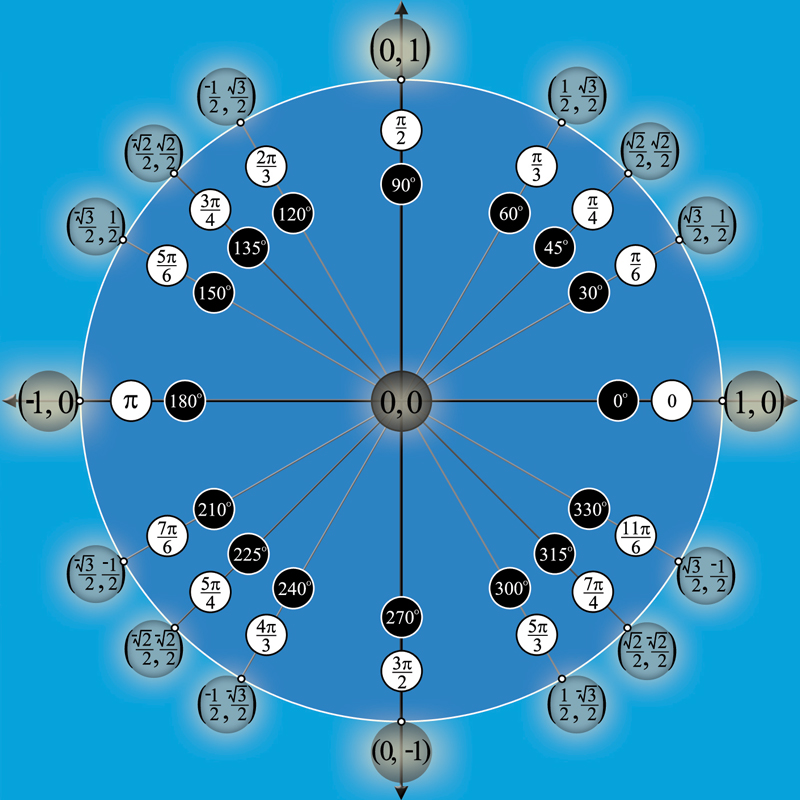 (0, 1)
(-1/2, √3/2)
(1/2, √3/2)
π/2
(-√2/2, √2/2)
(√2/2, √2/2)
2π/3
π/3
90°
(-√3/2, 1/2)
(√3/2, 1/2)
3π/4
π/4
120°
60°
135°
45°
5π/6
π/6
150°
30°
(-1, 0)
π
180°
0,0
0°
0
(1, 0)
210°
330°
7π/6
11π/6
225°
315°
(-√3/2, -1/2)
(√3/2, -1/2)
5π/4
7π/4
240°
300°
270°
4π/3
5π/3
(-√2/2, -√2/2)
(√2/2, -√2/2)
3π/2
(-1/2, -√3/2)
(1/2, -√3/2)
(0, -1)